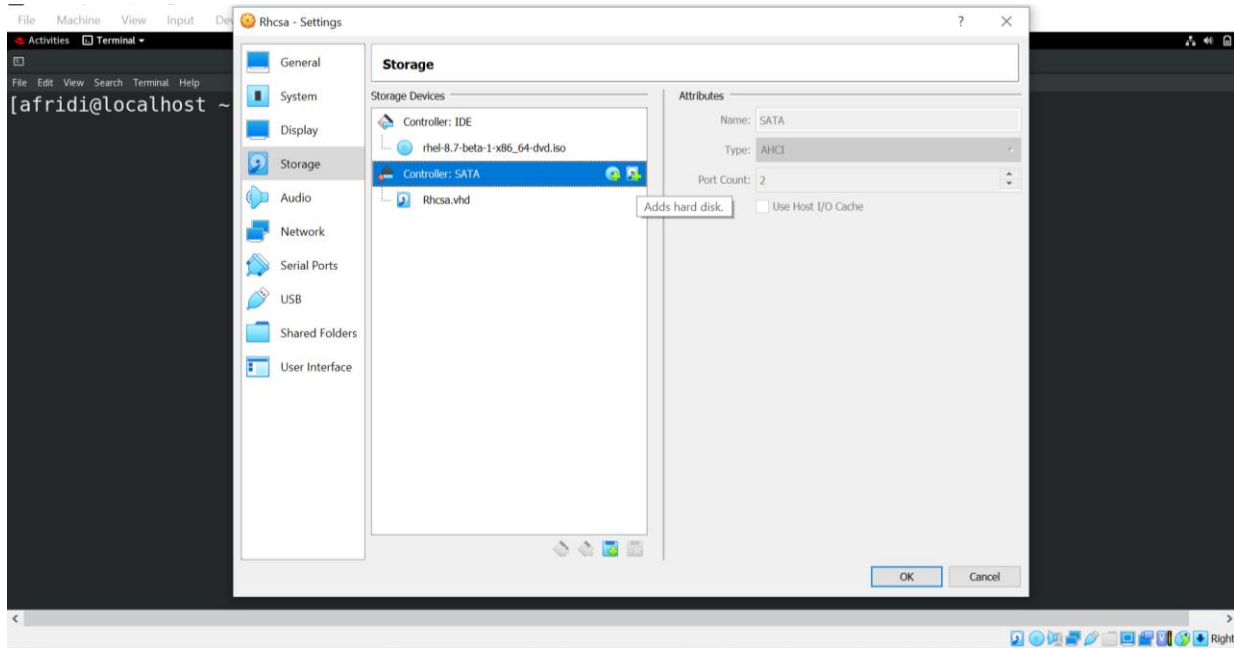 File Machine View Input Dev
Rhcsa - Settings
? ×
Activities Terminal
File Edit View Search Terminal Help
[afridi@localhost ~
General
System
Display
Storage
Audio
Network
Serial Ports
USB
Shared Folders
User Interface
Storage
Storage Devices
Controller: IDE
rhel-8.7-beta-1-x86_64-dvd.iso
Controller: SATA
Rhcsa.vhd
Adds hard disk.
Attributes
Name: SATA
Type: AHCI
Port Count: 2
Use Host I/O Cache
OK Cancel
Right